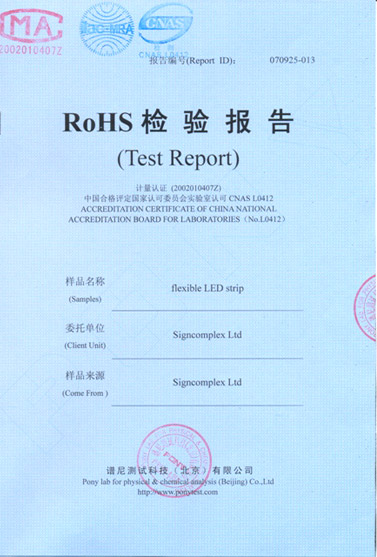 MA
2002010407Z
ILAC-MRA
CNAS
CNAS L0412
报告编号(Report ID): 070925-013
RoHS 检 验 报 告
(Test Report)
计量认证 (2002010407Z)
中国合格评定国家认可委员会实验室认可 CNAS L0412
ACCREDITATION CERTIFICATE OF CHINA NATIONAL
ACCREDITATION BOARD FOR LABORATORIES（No.L0412）
样品名称 flexible LED strip
(Samples)
委托单位 Signcomplex Ltd
(Client Unit)
样品来源 Signcomplex Ltd
(Come From )
PONY
谱尼测试科技（北京）有限公司
Pony lab for physical & chemical analysis (Beijing) Co.,Ltd
http://www.ponytest.com